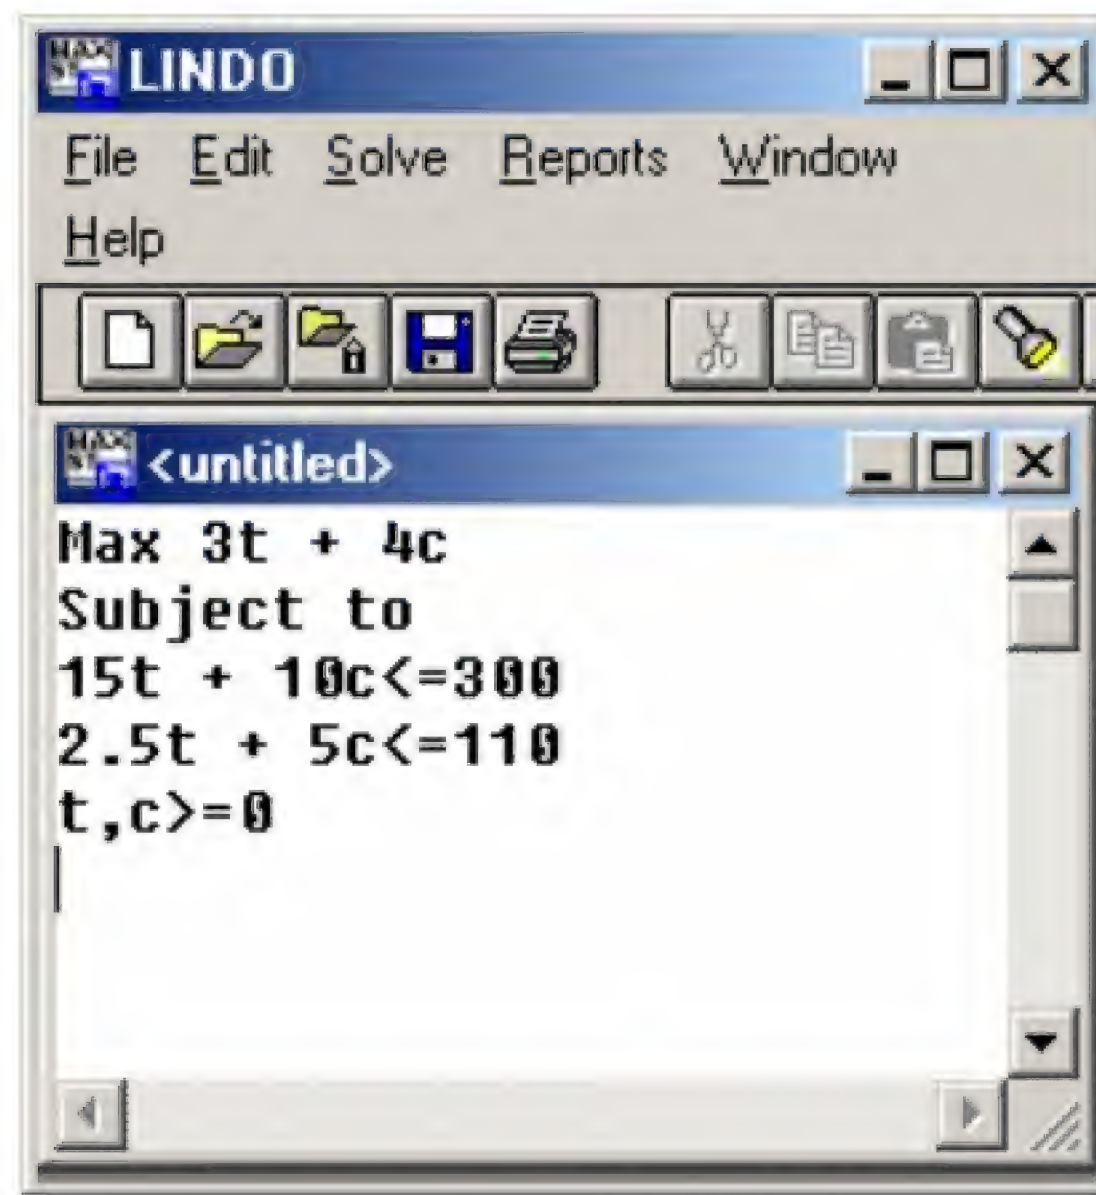 LINDO
File Edit Solve Reports Window
Help
<untitled>
Max 3t + 4c
Subject to
15t + 10c<=300
2.5t + 5c<=110
t,c>=0